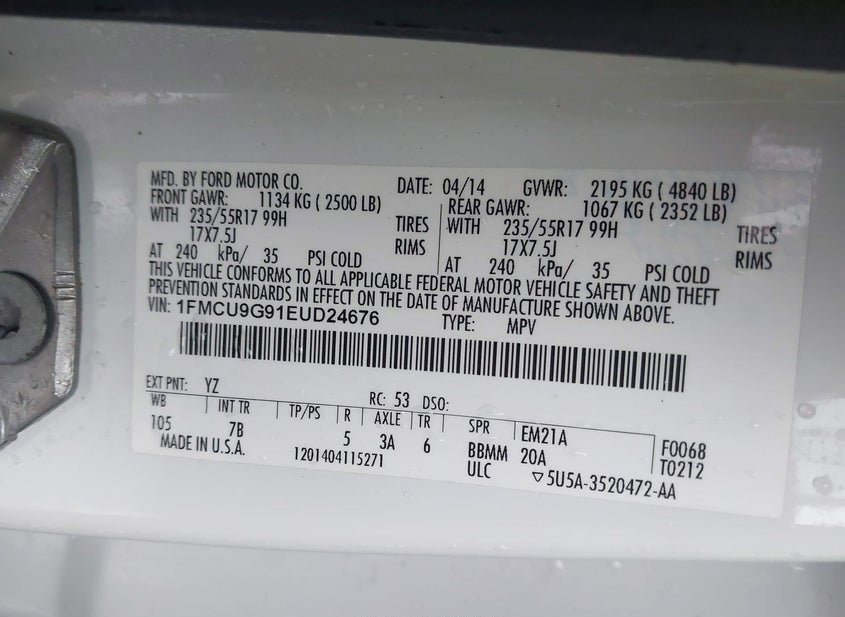 MFD. BY FORD MOTOR CO. DATE: 04/14 GVWR: 2195 KG ( 4840 LB)
FRONT GAWR: 1134 KG ( 2500 LB) REAR GAWR: 1067 KG ( 2352 LB)
WITH 235/55R17 99H TIRES WITH 235/55R17 99H TIRES
17X7.5J RIMS 17X7.5J RIMS
AT 240 kPa/ 35 PSI COLD AT 240 kPa/ 35 PSI COLD
THIS VEHICLE CONFORMS TO ALL APPLICABLE FEDERAL MOTOR VEHICLE SAFETY AND THEFT
PREVENTION STANDARDS IN EFFECT ON THE DATE OF MANUFACTURE SHOWN ABOVE.
VIN: 1FMCU9G91EUD24676 TYPE: MPV
EXT PNT: YZ RC: 53 DSO:
WB INT TR TP/PS R AXLE TR SPR EM21A F0068
105 7B 5 3A 6 BBMM 20A T0212
MADE IN U.S.A. 1201404115271 ULC ▽5U5A-3520472-AA